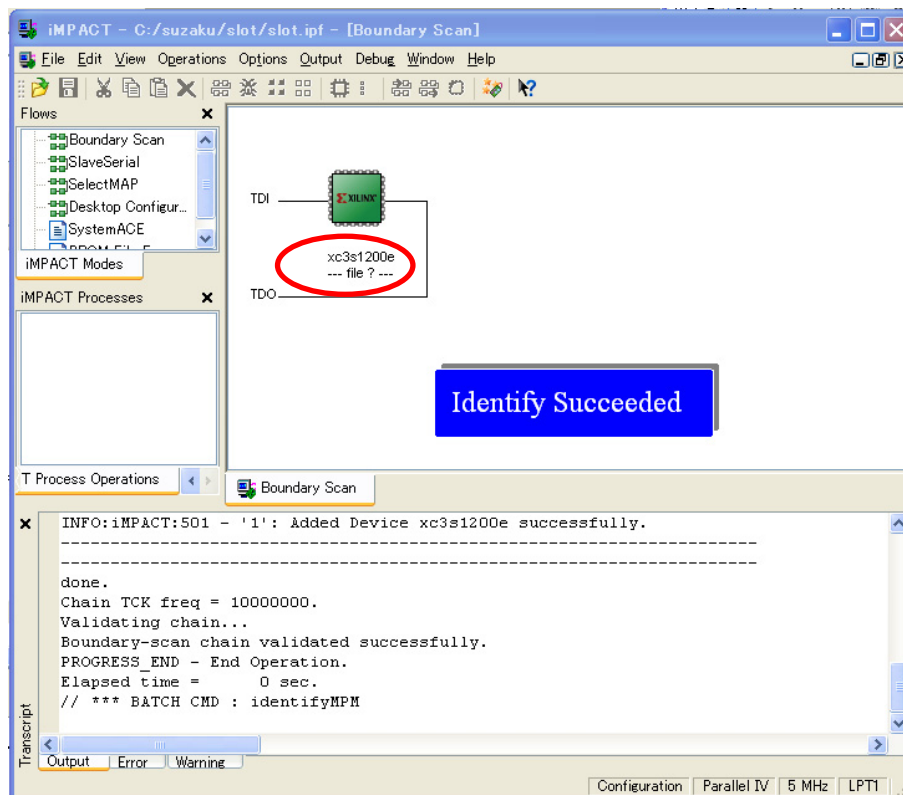 iMPACT - C:/suzaku/slot/slot.ipf - [Boundary Scan]
File Edit View Operations Options Output Debug Window Help
Flows
Boundary Scan
SlaveSerial
SelectMAP
Desktop Configur...
SystemACE
iMPACT Modes
iMPACT Processes
T Process Operations
TDI
XILINX
xc3s1200e
--- file ? ---
TDO
Identify Succeeded
Boundary Scan
INFO:iMPACT:501 - '1': Added Device xc3s1200e successfully.
----------------------------------------------------------------------
----------------------------------------------------------------------
done.
Chain TCK freq = 10000000.
Validating chain...
Boundary-scan chain validated successfully.
PROGRESS_END - End Operation.
Elapsed time =      0 sec.
// *** BATCH CMD : identifyMPM
Transcript
Output Error Warning
Configuration Parallel IV 5 MHz LPT1